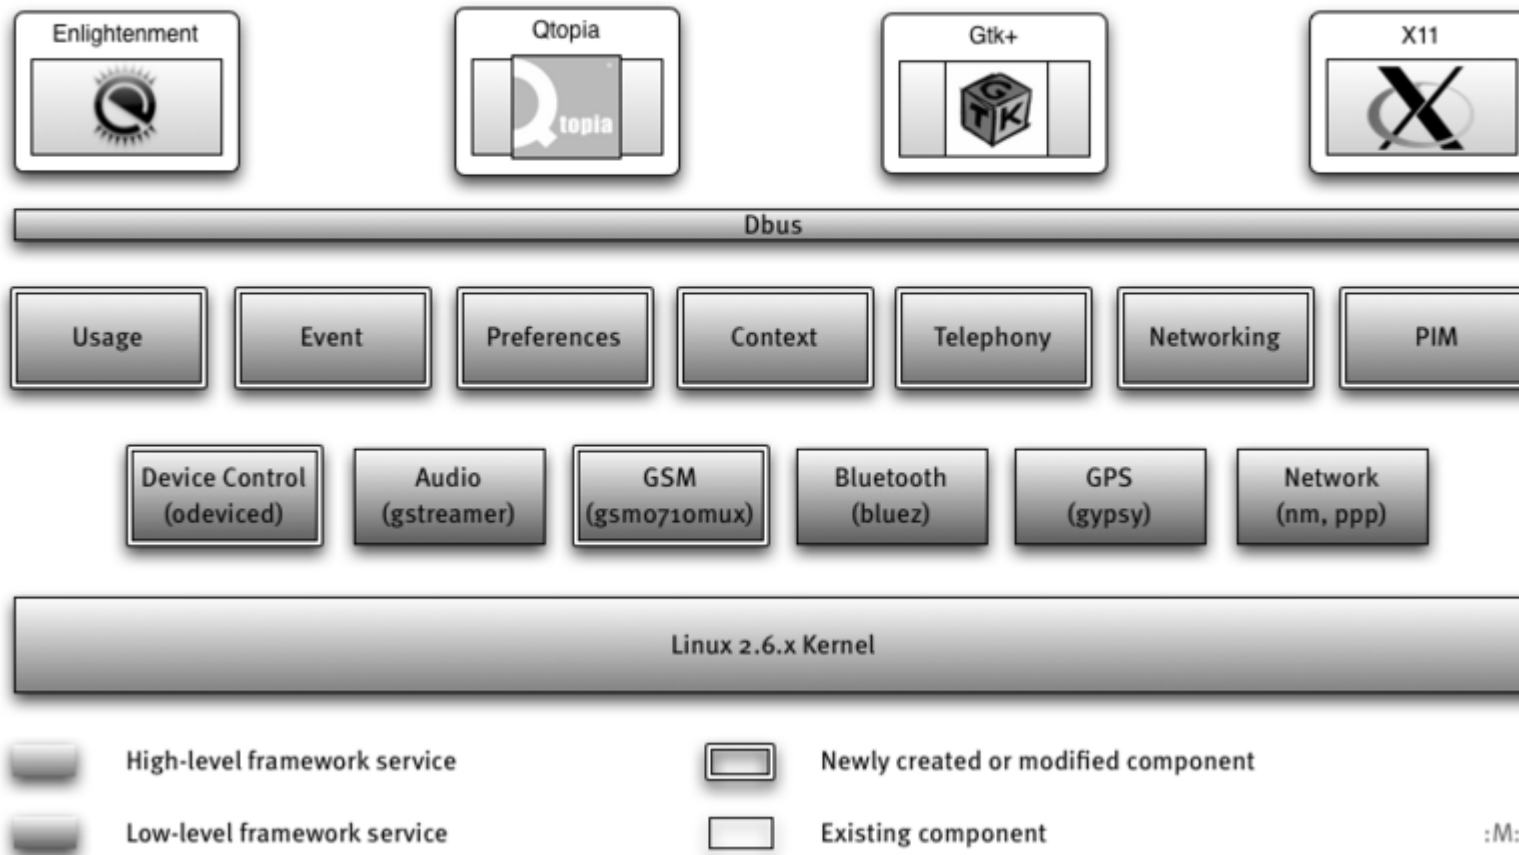 Enlightenment
Qtopia
Gtk+
X11
topia
G
T K
Dbus
Usage
Event
Preferences
Context
Telephony
Networking
PIM
Device Control
(odeviced)
Audio
(gstreamer)
GSM
(gsm0710mux)
Bluetooth
(bluez)
GPS
(gypsy)
Network
(nm, ppp)
Linux 2.6.x Kernel
High-level framework service
Newly created or modified component
Low-level framework service
Existing component
:M: